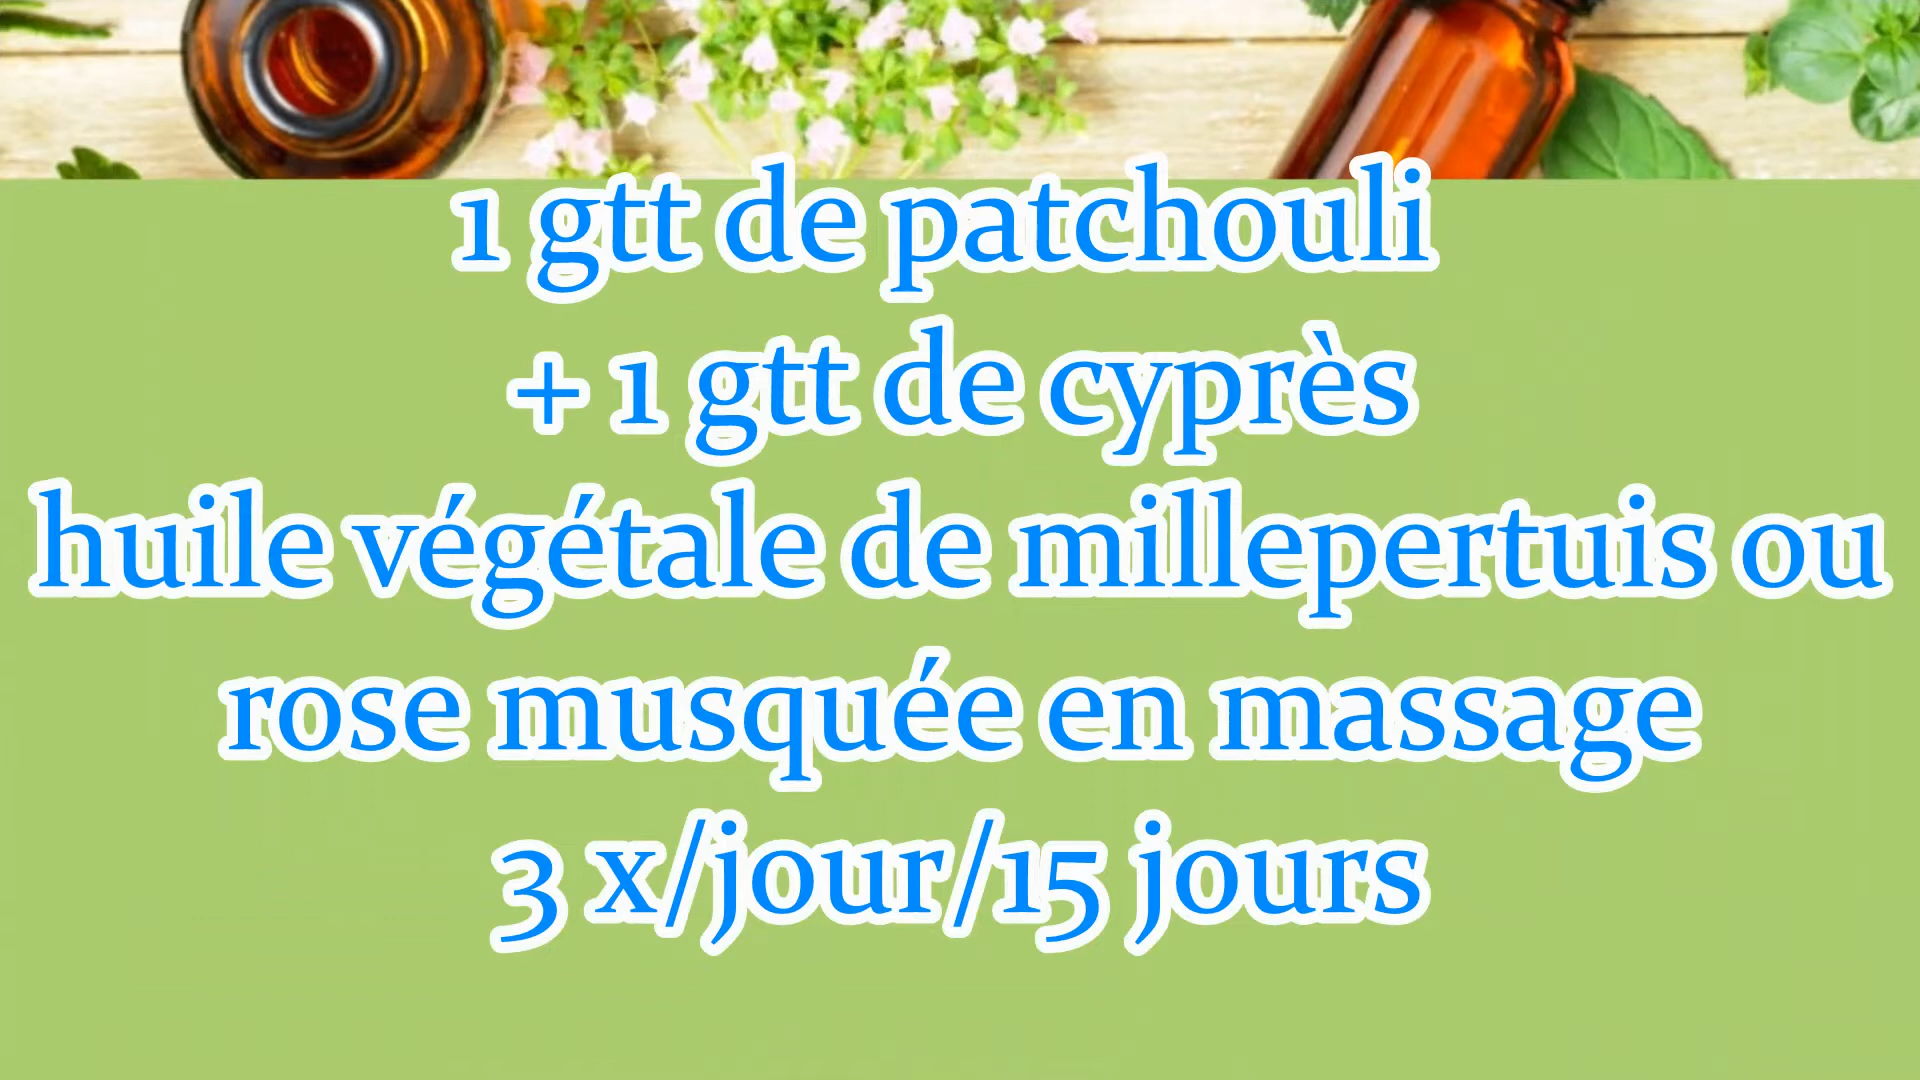 1 gtt de patchouli
+ 1 gtt de cyprès
huile végétale de millepertuis ou
rose musquée en massage
3 x/jour/15 jours